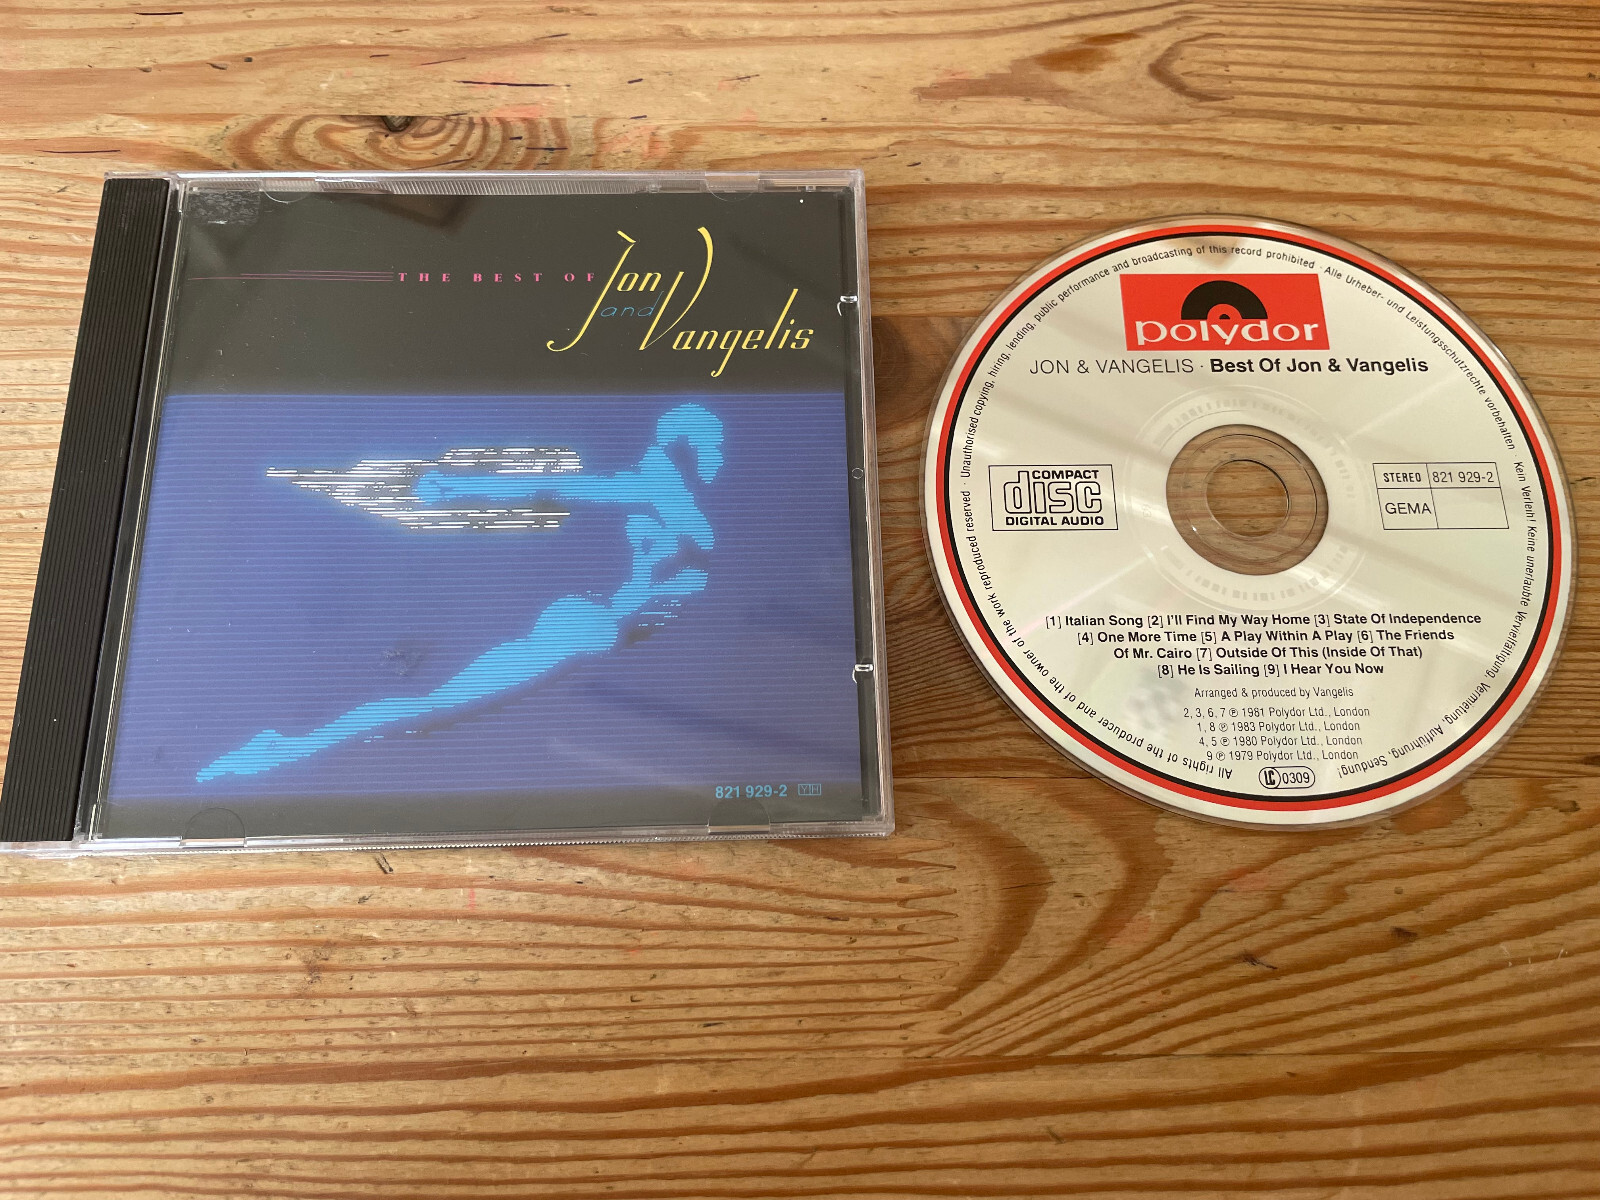 THE BEST OF
Jon
and
Vangelis
821 929-2 YH
polydor
JON & VANGELIS · Best Of Jon & Vangelis
COMPACT
disc
DIGITAL AUDIO
STEREO 821 929-2
GEMA
[1] Italian Song [2] I'll Find My Way Home [3] State Of Independence
[4] One More Time [5] A Play Within A Play [6] The Friends
Of Mr. Cairo [7] Outside Of This (Inside Of That)
[8] He Is Sailing [9] I Hear You Now
Arranged & produced by Vangelis
2, 3, 6, 7 ℗ 1981 Polydor Ltd., London
1, 8 ℗ 1983 Polydor Ltd., London
4, 5 ℗ 1980 Polydor Ltd., London
9 ℗ 1979 Polydor Ltd., London
LC 0309
All rights of the producer and of the owner of the work reproduced reserved · Unauthorised copying, hiring, lending, public performance and broadcasting of this record prohibited · Alle Urheber- und Leistungsschutzrechte vorbehalten · Kein Verleih! Keine unerlaubte Vervielfältigung, Vermietung, Aufführung, Sendung!